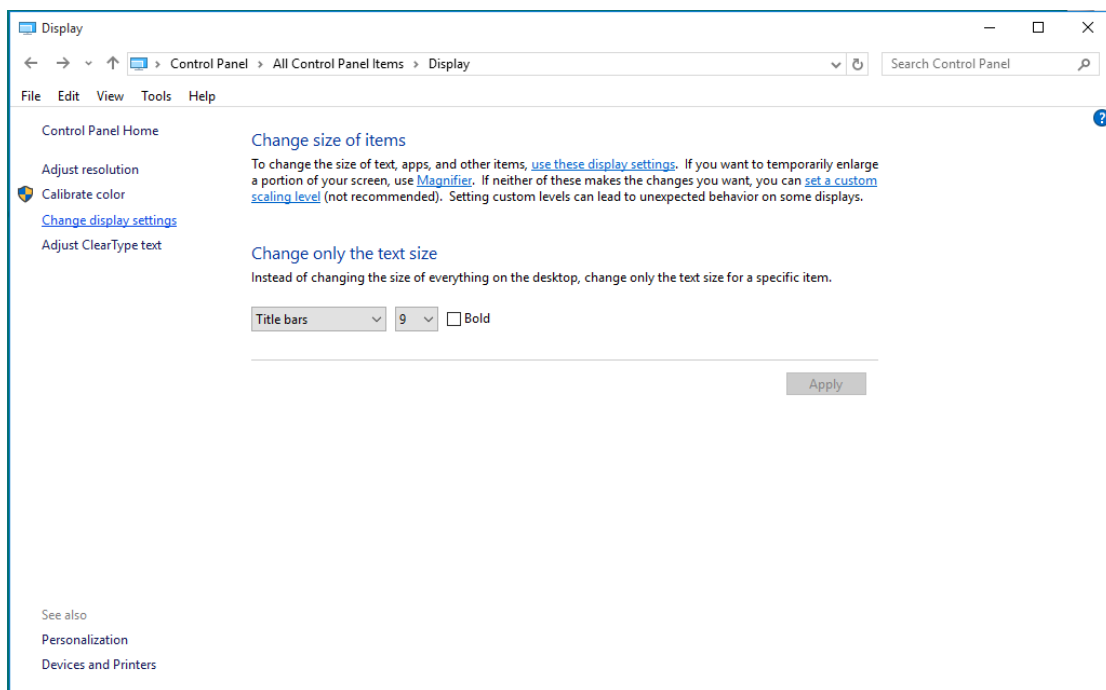 Display
Control Panel > All Control Panel Items > Display
Search Control Panel
File Edit View Tools Help
Control Panel Home
Adjust resolution
Calibrate color
Change display settings
Adjust ClearType text
Change size of items
To change the size of text, apps, and other items, use these display settings. If you want to temporarily enlarge
a portion of your screen, use Magnifier. If neither of these makes the changes you want, you can set a custom
scaling level (not recommended). Setting custom levels can lead to unexpected behavior on some displays.
Change only the text size
Instead of changing the size of everything on the desktop, change only the text size for a specific item.
Title bars 9 Bold
Apply
See also
Personalization
Devices and Printers